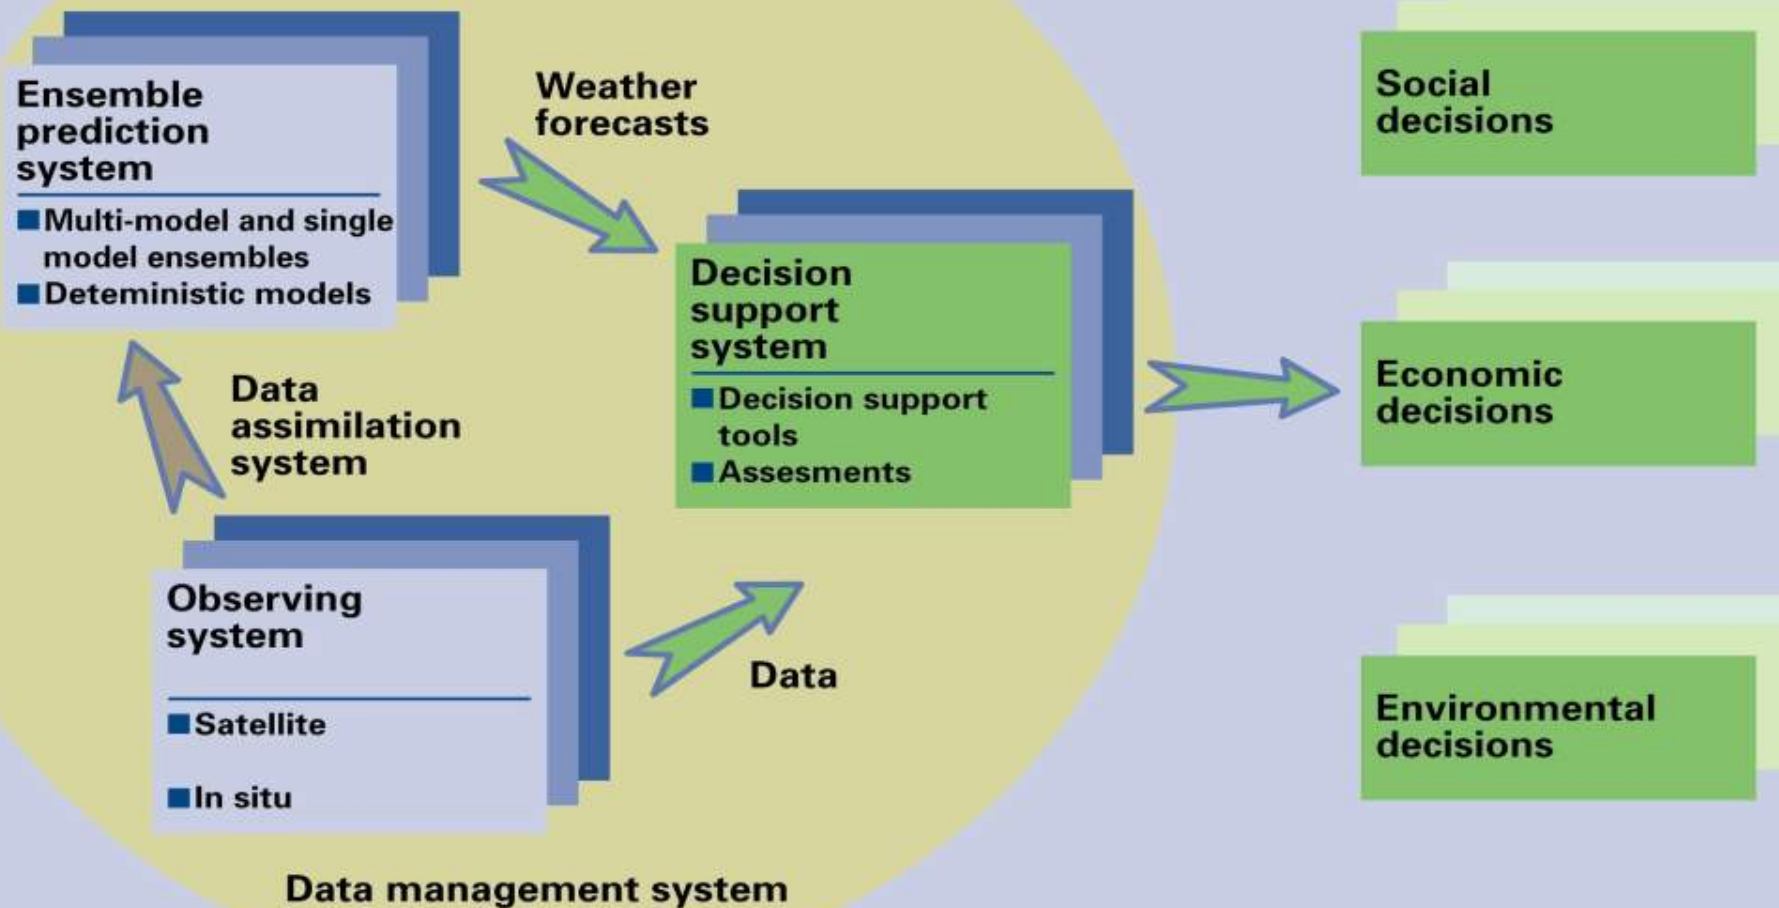 Ensemble
prediction
system
Multi-model and single
model ensembles
Deteministic models
Weather
forecasts
Data
assimilation
system
Observing
system
Satellite
In situ
Data
Decision
support
system
Decision support
tools
Assesments
Social
decisions
Economic
decisions
Environmental
decisions
Data management system